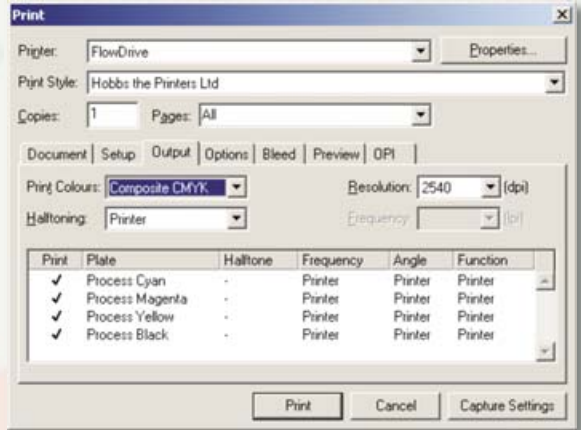 Print
Printer: FlowDrive Properties...
Print Style: Hobbs the Printers Ltd
Copies: 1 Pages: All
Document Setup Output Options Bleed Preview OPI
Print Colours: Composite CMYK Resolution: 2540 (dpi)
Halftoning: Printer Frequency: (lpi)
Print Plate Halftone Frequency Angle Function
✓ Process Cyan - Printer Printer Printer
✓ Process Magenta - Printer Printer Printer
✓ Process Yellow - Printer Printer Printer
✓ Process Black - Printer Printer Printer
Print Cancel Capture Settings